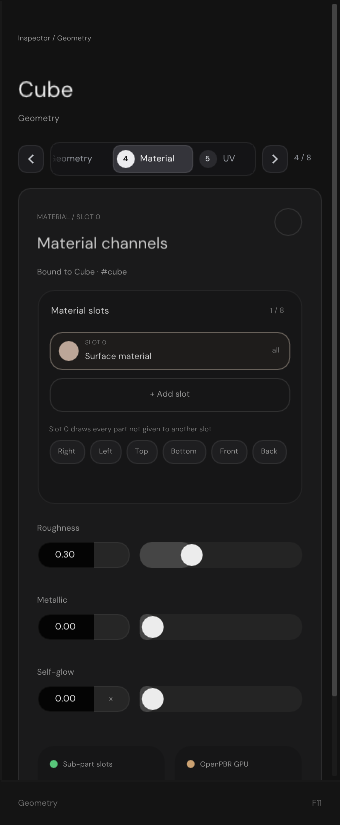 Inspector / Geometry
Cube
Geometry
eometry 4 Material 5 UV 4 / 8
MATERIAL / SLOT 0
Material channels
Bound to Cube · #cube
Material slots 1 / 8
SLOT 0
Surface material all
+ Add slot
Slot 0 draws every part not given to another slot
Right Left Top Bottom Front Back
Roughness
0.30
Metallic
0.00
Self-glow
0.00 ×
Sub-part slots OpenPBR GPU
Geometry F11